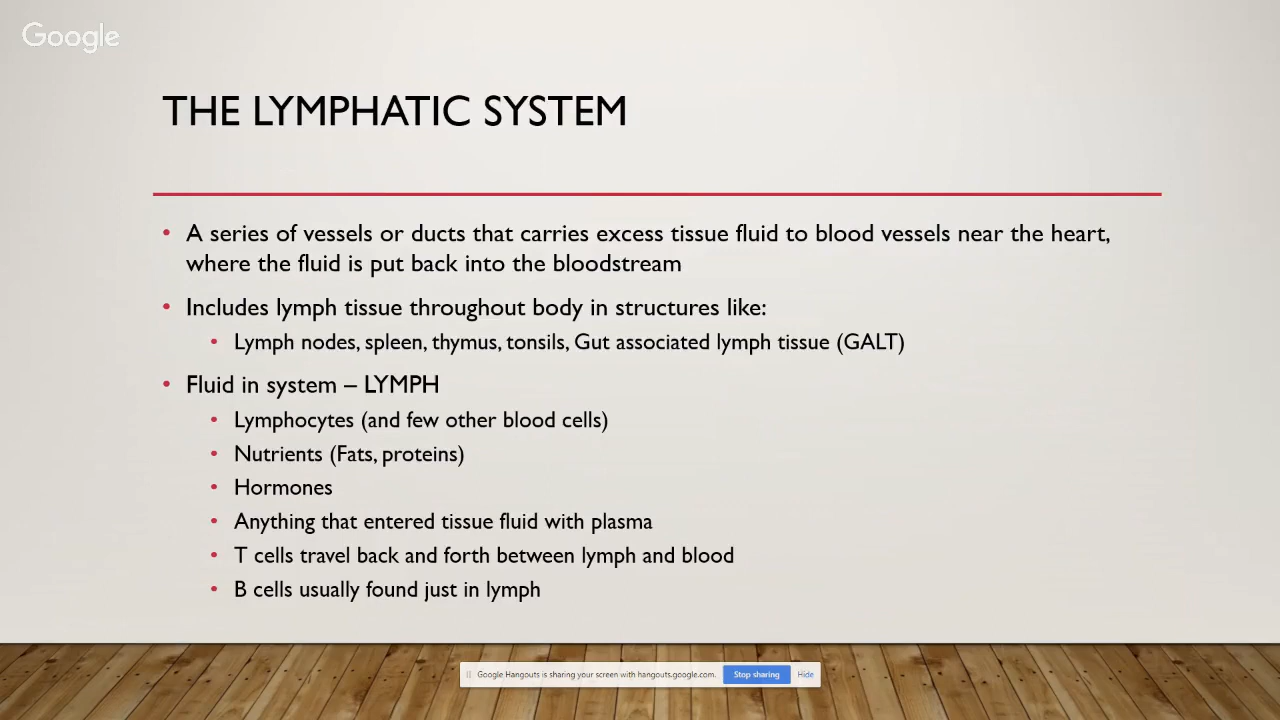 Google
THE LYMPHATIC SYSTEM
• A series of vessels or ducts that carries excess tissue fluid to blood vessels near the heart,
where the fluid is put back into the bloodstream
• Includes lymph tissue throughout body in structures like:
• Lymph nodes, spleen, thymus, tonsils, Gut associated lymph tissue (GALT)
• Fluid in system – LYMPH
• Lymphocytes (and few other blood cells)
• Nutrients (Fats, proteins)
• Hormones
• Anything that entered tissue fluid with plasma
• T cells travel back and forth between lymph and blood
• B cells usually found just in lymph
Google Hangouts is sharing your screen with hangouts.google.com. Stop sharing Hide